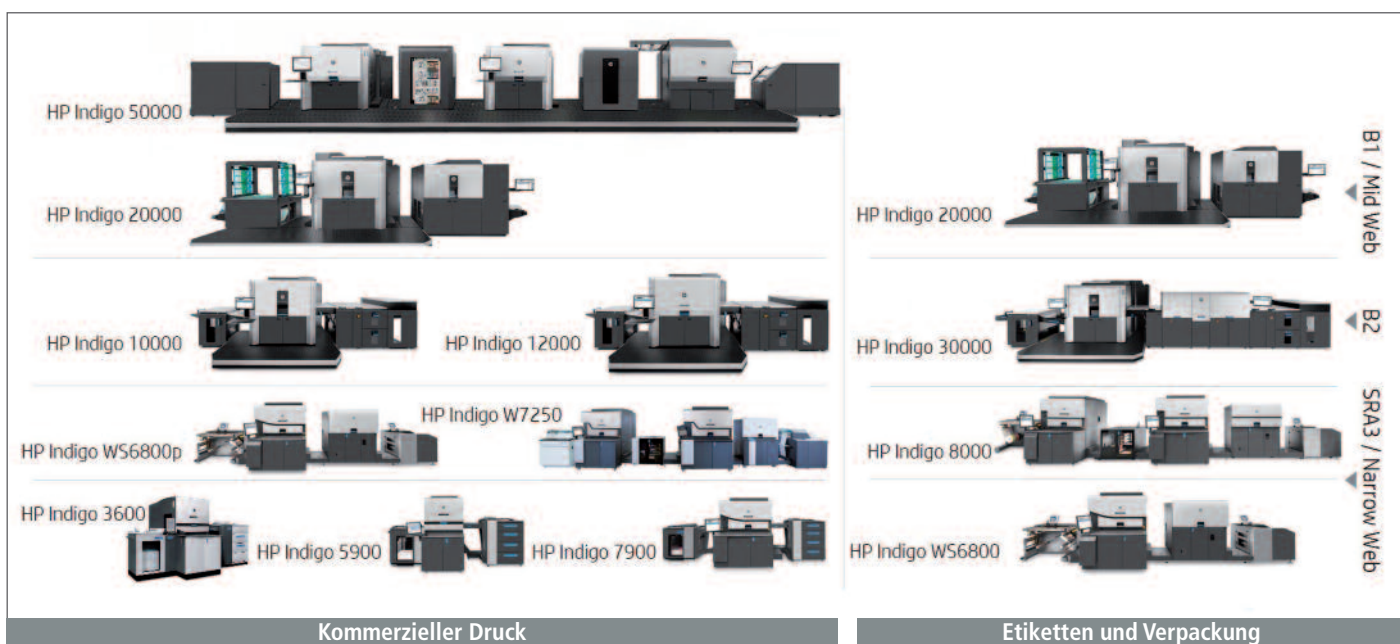 HP Indigo 50000
HP Indigo 20000
HP Indigo 10000
HP Indigo 12000
HP Indigo WS6800p
HP Indigo W7250
HP Indigo 3600
HP Indigo 5900
HP Indigo 7900
Kommerzieller Druck
HP Indigo 20000
HP Indigo 30000
HP Indigo 8000
HP Indigo WS6800
B1 / Mid Web
B2
SRA3 / Narrow Web
Etiketten und Verpackung